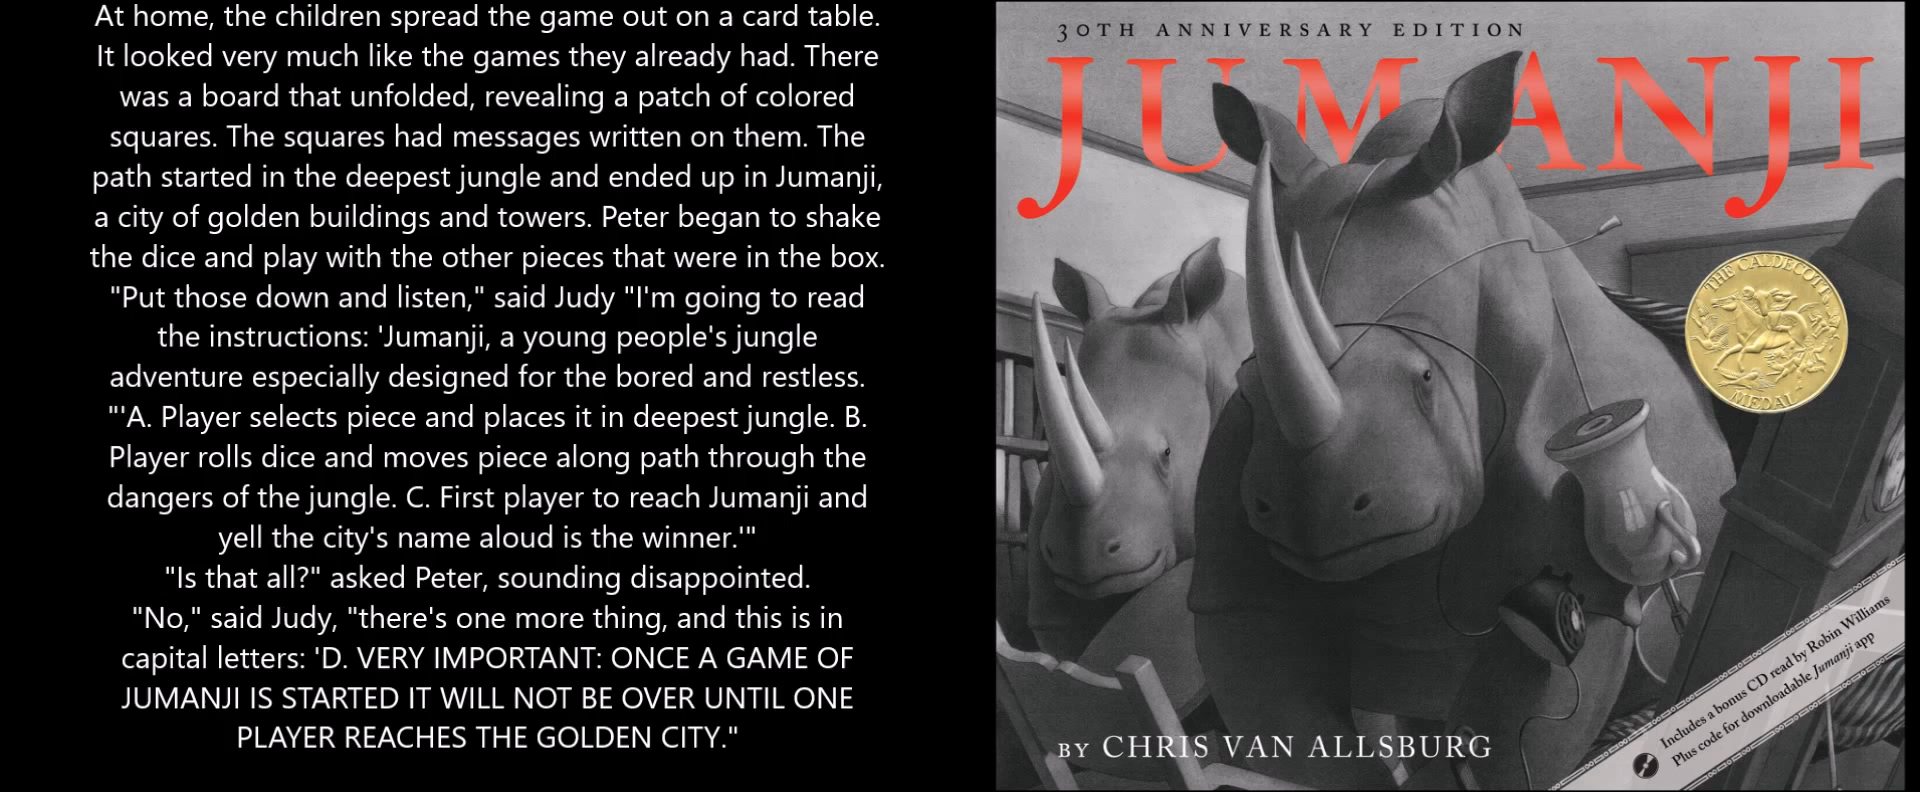 At home, the children spread the game out on a card table.
It looked very much like the games they already had. There
was a board that unfolded, revealing a patch of colored
squares. The squares had messages written on them. The
path started in the deepest jungle and ended up in Jumanji,
a city of golden buildings and towers. Peter began to shake
the dice and play with the other pieces that were in the box.
"Put those down and listen," said Judy "I'm going to read
the instructions: 'Jumanji, a young people's jungle
adventure especially designed for the bored and restless.
"'A. Player selects piece and places it in deepest jungle. B.
Player rolls dice and moves piece along path through the
dangers of the jungle. C. First player to reach Jumanji and
yell the city's name aloud is the winner.'"
"Is that all?" asked Peter, sounding disappointed.
"No," said Judy, "there's one more thing, and this is in
capital letters: 'D. VERY IMPORTANT: ONCE A GAME OF
JUMANJI IS STARTED IT WILL NOT BE OVER UNTIL ONE
PLAYER REACHES THE GOLDEN CITY."
30TH ANNIVERSARY EDITION
JUMANJI
THE CALDECOTT
MEDAL
Includes a bonus CD read by Robin Williams
Plus code for downloadable Jumanji app
BY CHRIS VAN ALLSBURG